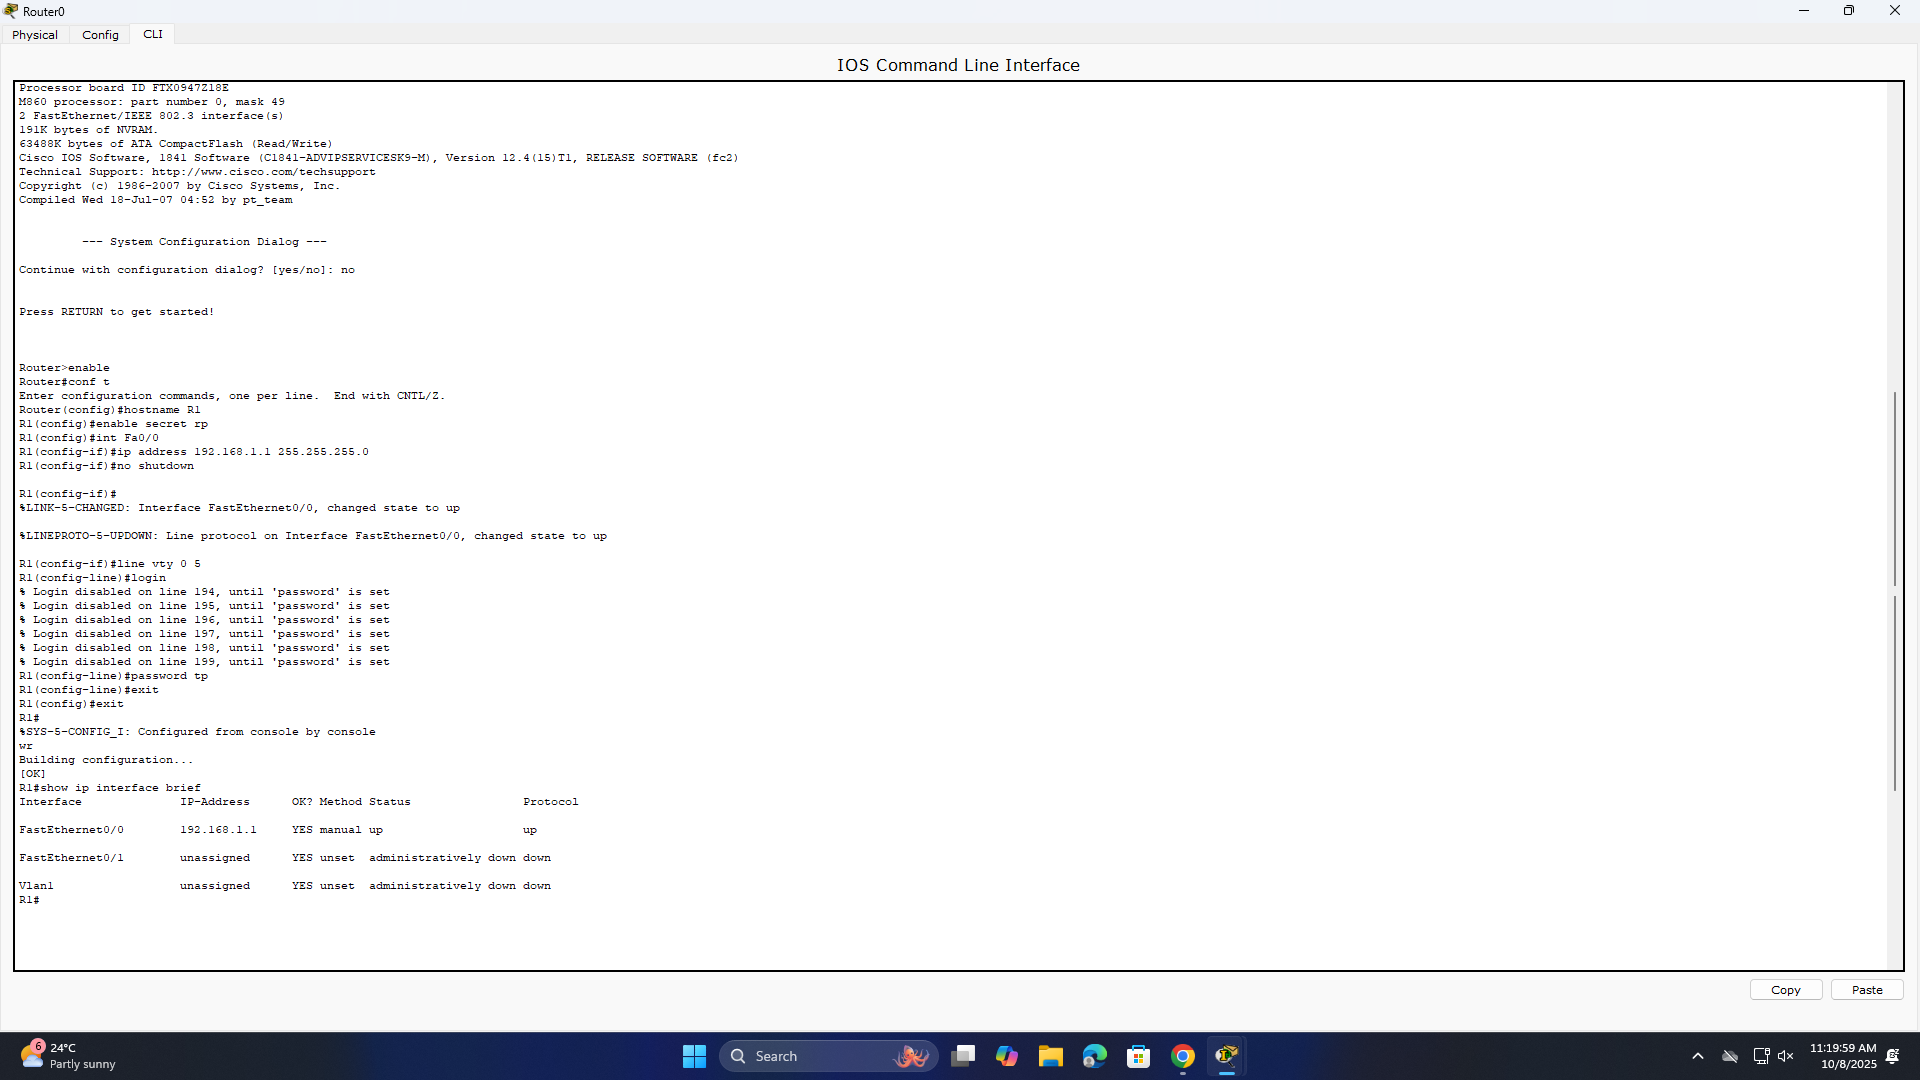 Router0
Physical Config CLI
IOS Command Line Interface
Processor board ID FTX0947Z18E
M860 processor: part number 0, mask 49
2 FastEthernet/IEEE 802.3 interface(s)
191K bytes of NVRAM.
63488K bytes of ATA CompactFlash (Read/Write)
Cisco IOS Software, 1841 Software (C1841-ADVIPSERVICESK9-M), Version 12.4(15)T1, RELEASE SOFTWARE (fc2)
Technical Support: http://www.cisco.com/techsupport
Copyright (c) 1986-2007 by Cisco Systems, Inc.
Compiled Wed 18-Jul-07 04:52 by pt_team
--- System Configuration Dialog ---
Continue with configuration dialog? [yes/no]: no
Press RETURN to get started!
Router>enable
Router#conf t
Enter configuration commands, one per line.  End with CNTL/Z.
Router(config)#hostname R1
R1(config)#enable secret rp
R1(config)#int Fa0/0
R1(config-if)#ip address 192.168.1.1 255.255.255.0
R1(config-if)#no shutdown
R1(config-if)#
%LINK-5-CHANGED: Interface FastEthernet0/0, changed state to up
%LINEPROTO-5-UPDOWN: Line protocol on Interface FastEthernet0/0, changed state to up
R1(config-if)#line vty 0 5
R1(config-line)#login
% Login disabled on line 194, until 'password' is set
% Login disabled on line 195, until 'password' is set
% Login disabled on line 196, until 'password' is set
% Login disabled on line 197, until 'password' is set
% Login disabled on line 198, until 'password' is set
% Login disabled on line 199, until 'password' is set
R1(config-line)#password tp
R1(config-line)#exit
R1(config)#exit
R1#
%SYS-5-CONFIG_I: Configured from console by console
wr
Building configuration...
[OK]
R1#show ip interface brief
Interface IP-Address OK? Method Status Protocol
FastEthernet0/0 192.168.1.1 YES manual up up
FastEthernet0/1 unassigned YES unset administratively down down
Vlan1 unassigned YES unset administratively down down
R1#
Copy Paste
6
24°C
Partly sunny
Search
11:19:59 AM
10/8/2025